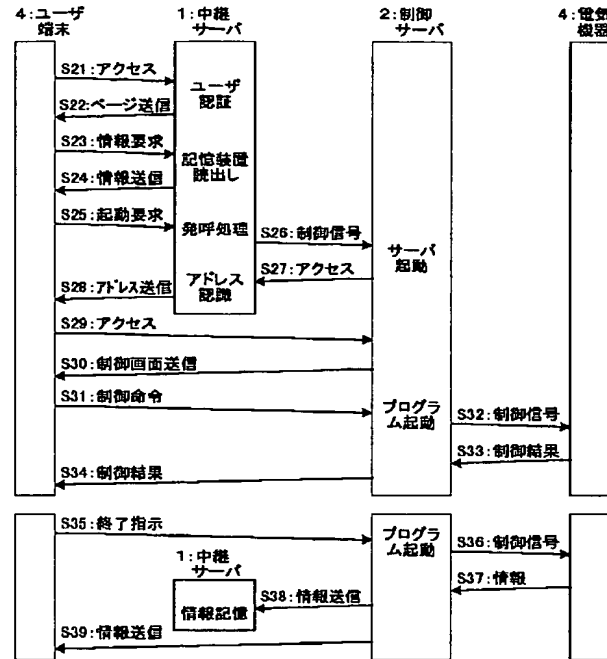 4:ユーザ
端末
1:中継
サーバ
2:制御
サーバ
4:電気
機器
S21:アクセス
ユーザ
認証
S22:ページ送信
S23:情報要求
記憶装置
読出し
S24:情報送信
S25:起動要求
発呼処理
S26:制御信号
サーバ
起動
S27:アクセス
アドレス
認識
S28:アドレス送信
S29:アクセス
S30:制御画面送信
S31:制御命令
プログラ
ム起動
S32:制御信号
S33:制御結果
S34:制御結果
S35:終了指示
プログラ
ム起動
S36:制御信号
1:中継
サーバ
S37:情報
S38:情報送信
情報記憶
S39:情報送信